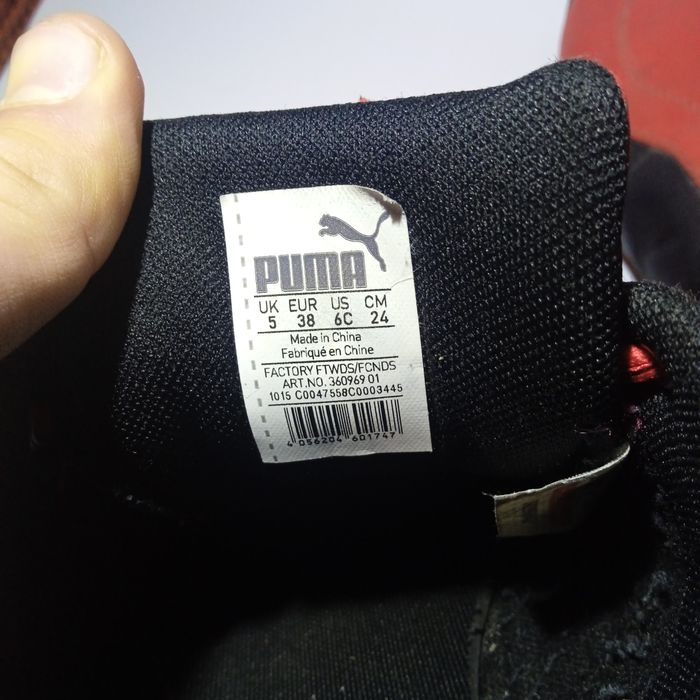 PUMA
UK EUR US CM
5 38 6C 24
Made in China
Fabriqué en Chine
FACTORY FTWDS/FCNDS
ART.NO. 360969 01
1015 C0047558C0003445
4 056204 601747